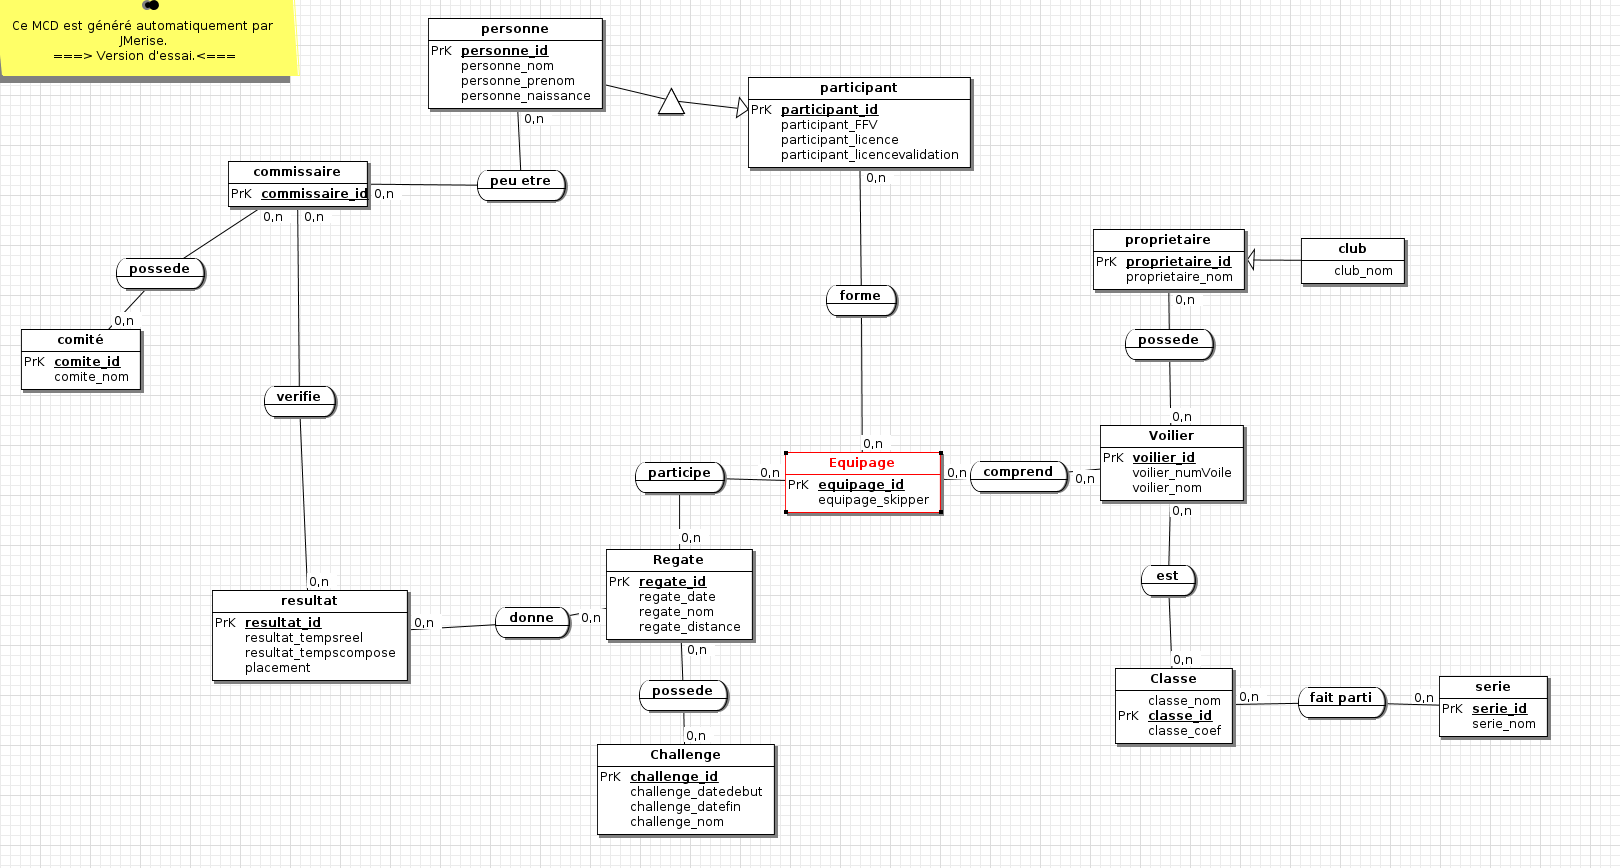 Ce MCD est généré automatiquement par
JMerise.
===> Version d'essai.<===
personne
PrK personne_id
personne_nom
personne_prenom
personne_naissance
0,n
participant
PrK participant_id
participant_FFV
participant_licence
participant_licencevalidation
0,n
commissaire
PrK commissaire_id
0,n
0,n
0,n
peu etre
possede
0,n
comité
PrK comite_id
comite_nom
verifie
0,n
forme
0,n
proprietaire
PrK proprietaire_id
proprietaire_nom
0,n
club
club_nom
possede
0,n
Voilier
PrK voilier_id
voilier_numVoile
voilier_nom
0,n
0,n
comprend
0,n
Equipage
PrK equipage_id
equipage_skipper
0,n
participe
0,n
Regate
PrK regate_id
regate_date
regate_nom
regate_distance
0,n
0,n
donne
0,n
resultat
PrK resultat_id
resultat_tempsreel
resultat_tempscompose
placement
possede
0,n
Challenge
PrK challenge_id
challenge_datedebut
challenge_datefin
challenge_nom
est
0,n
Classe
classe_nom
PrK classe_id
classe_coef
0,n
fait parti
0,n
serie
PrK serie_id
serie_nom